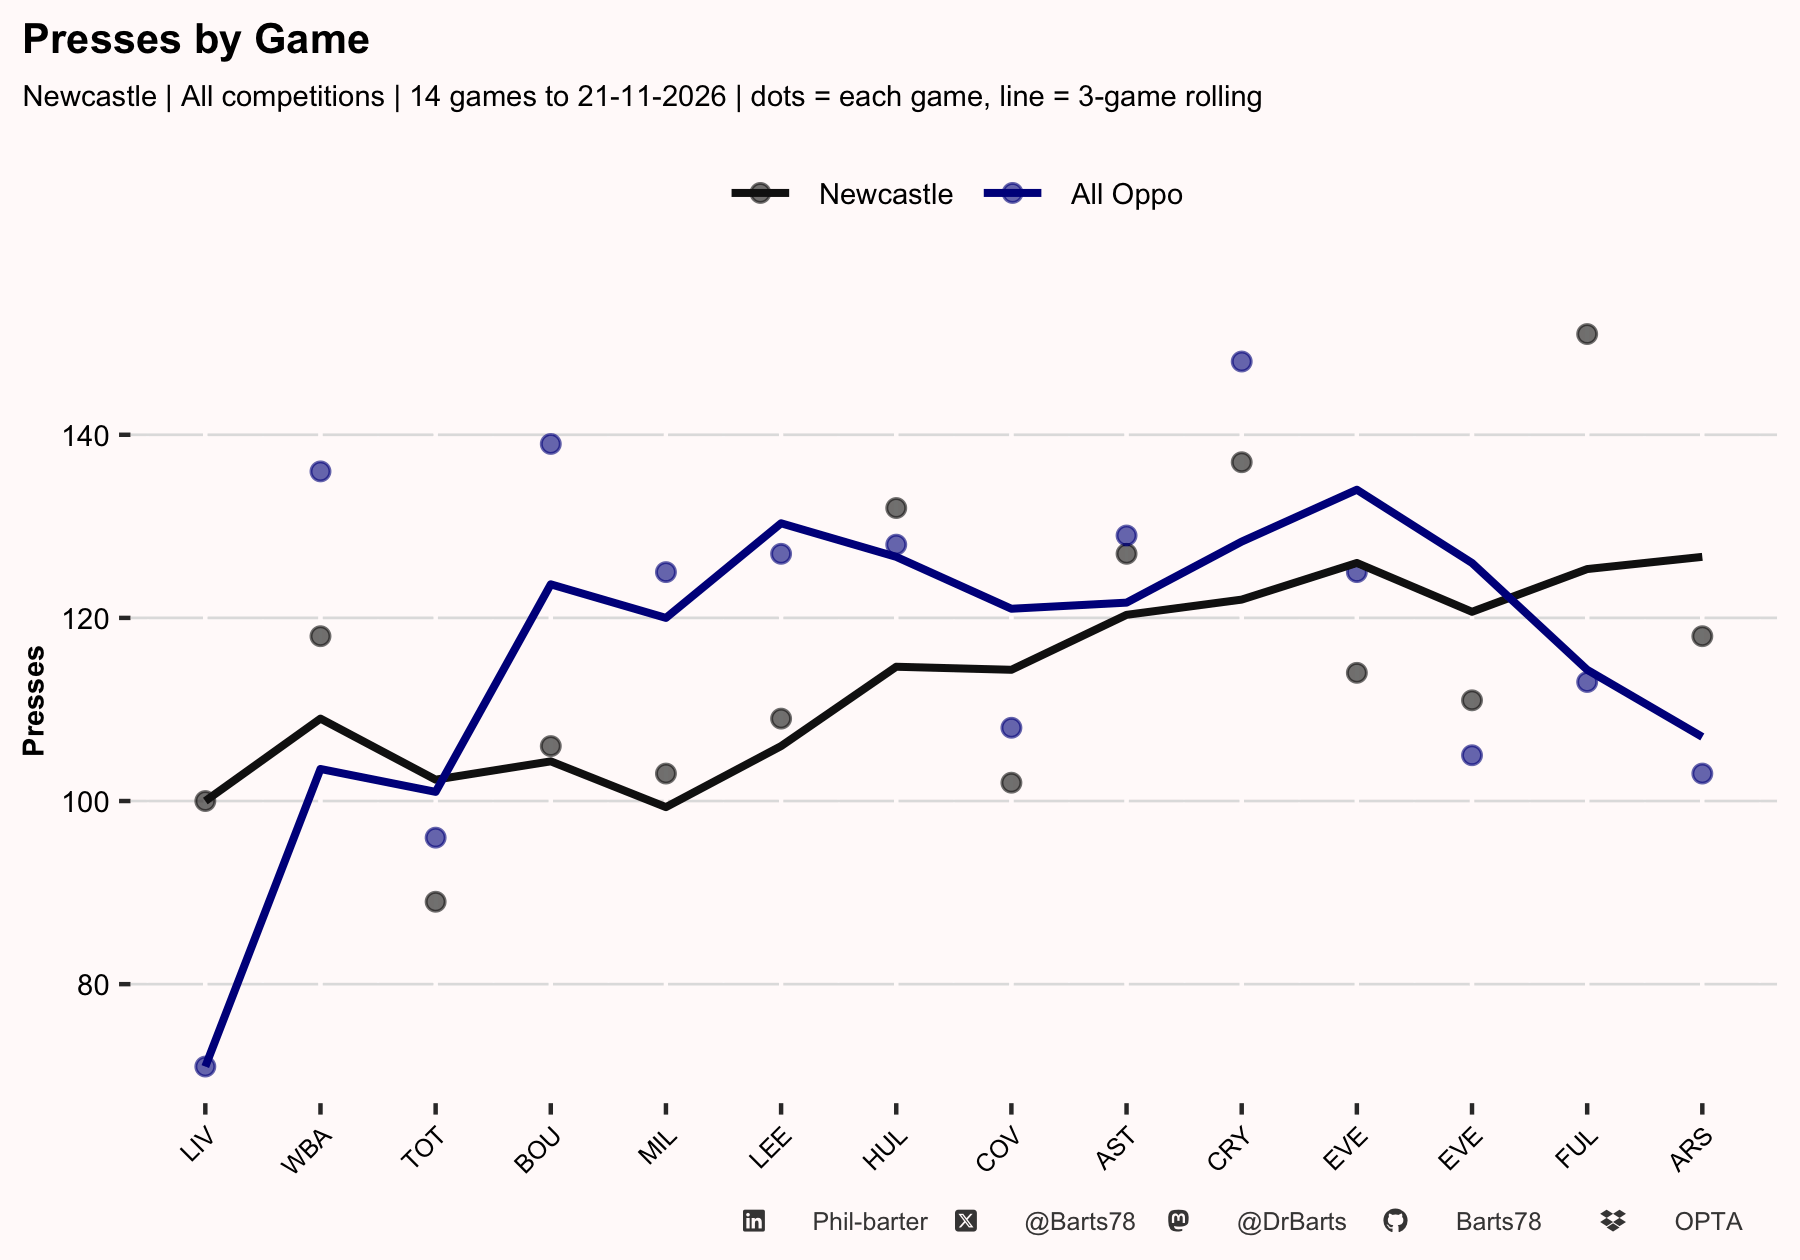 Presses by Game
Newcastle | All competitions | 14 games to 21-11-2026 | dots = each game, line = 3-game rolling
Newcastle All Oppo
Presses
140
120
100
80
LIV WBA TOT BOU MIL LEE HUL COV AST CRY EVE EVE FUL ARS
Phil-barter @Barts78 @DrBarts Barts78 OPTA